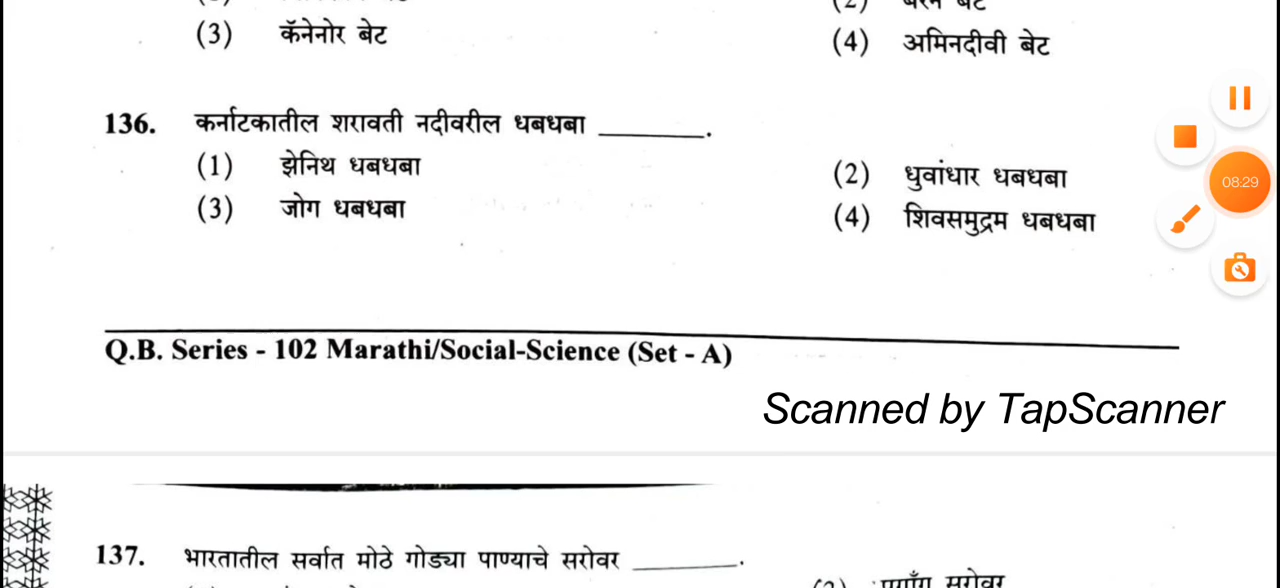 (3) कॅनेनोर बेट
(4) अमिनदीवी बेट
136. कर्नाटकातील शरावती नदीवरील धबधबा ________.
(1) झेनिथ धबधबा
(2) धुवांधार धबधबा
(3) जोग धबधबा
(4) शिवसमुद्रम धबधबा
08:29
Q.B. Series - 102 Marathi/Social-Science (Set - A)
Scanned by TapScanner
137. भारतातील सर्वात मोठे गोड्या पाण्याचे सरोवर ________.
सरोवर